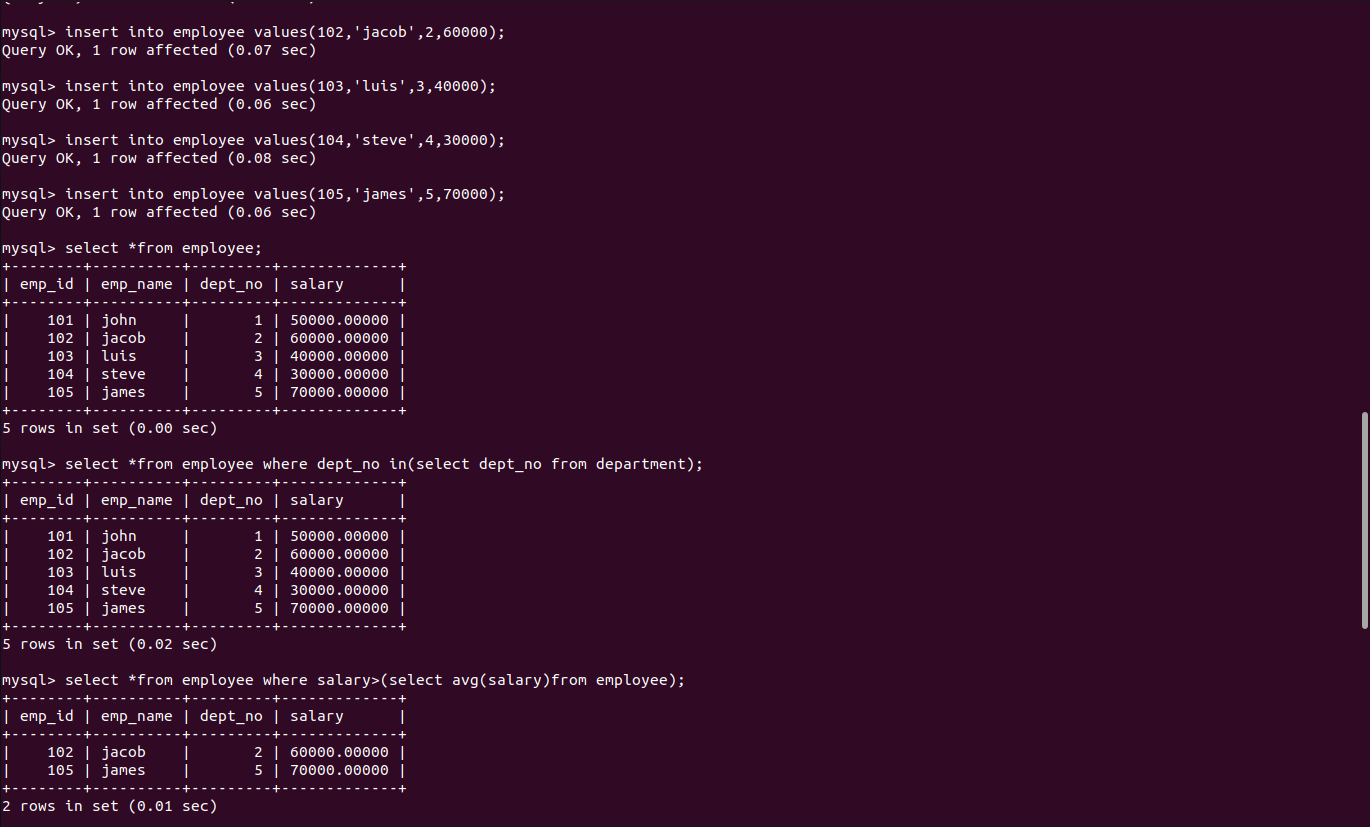 mysql> insert into employee values(102,'jacob',2,60000);
Query OK, 1 row affected (0.07 sec)
mysql> insert into employee values(103,'luis',3,40000);
Query OK, 1 row affected (0.06 sec)
mysql> insert into employee values(104,'steve',4,30000);
Query OK, 1 row affected (0.08 sec)
mysql> insert into employee values(105,'james',5,70000);
Query OK, 1 row affected (0.06 sec)
mysql> select *from employee;
+--------+----------+---------+-------------+
| emp_id | emp_name | dept_no | salary      |
+--------+----------+---------+-------------+
|    101 | john     |       1 | 50000.00000 |
|    102 | jacob    |       2 | 60000.00000 |
|    103 | luis     |       3 | 40000.00000 |
|    104 | steve    |       4 | 30000.00000 |
|    105 | james    |       5 | 70000.00000 |
+--------+----------+---------+-------------+
5 rows in set (0.00 sec)
mysql> select *from employee where dept_no in(select dept_no from department);
+--------+----------+---------+-------------+
| emp_id | emp_name | dept_no | salary      |
+--------+----------+---------+-------------+
|    101 | john     |       1 | 50000.00000 |
|    102 | jacob    |       2 | 60000.00000 |
|    103 | luis     |       3 | 40000.00000 |
|    104 | steve    |       4 | 30000.00000 |
|    105 | james    |       5 | 70000.00000 |
+--------+----------+---------+-------------+
5 rows in set (0.02 sec)
mysql> select *from employee where salary>(select avg(salary)from employee);
+--------+----------+---------+-------------+
| emp_id | emp_name | dept_no | salary      |
+--------+----------+---------+-------------+
|    102 | jacob    |       2 | 60000.00000 |
|    105 | james    |       5 | 70000.00000 |
+--------+----------+---------+-------------+
2 rows in set (0.01 sec)